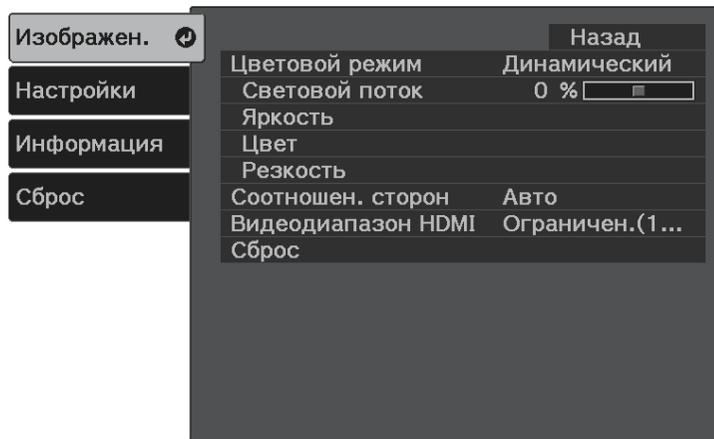 Изображен.
Настройки
Информация
Сброс
Назад
Цветовой режим Динамический
Световой поток 0 %
Яркость
Цвет
Резкость
Соотношен. сторон Авто
Видеодиапазон HDMI Ограничен.(1...
Сброс